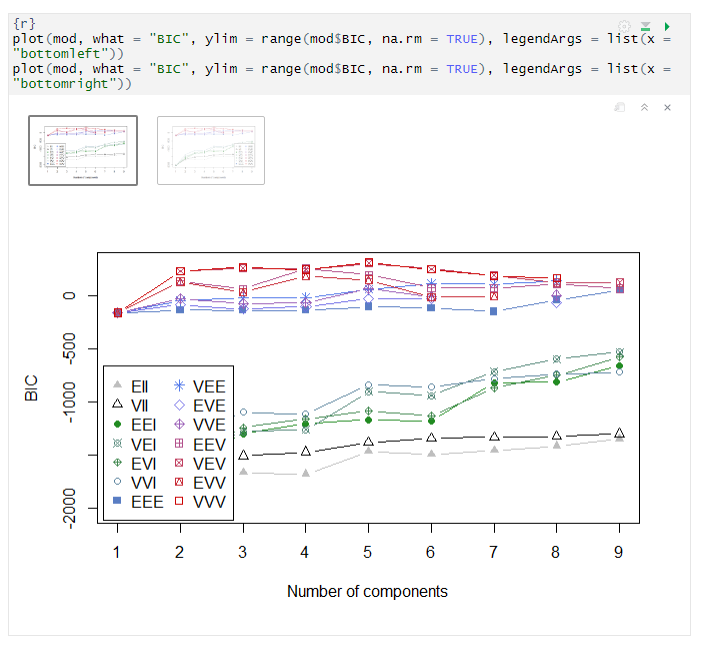 {r}
plot(mod, what = "BIC", ylim = range(mod$BIC, na.rm = TRUE), legendArgs = list(x =
"bottomleft"))
plot(mod, what = "BIC", ylim = range(mod$BIC, na.rm = TRUE), legendArgs = list(x =
"bottomright"))
BIC
0
-500
-1000
-2000
EII VEE
VII EVE
EEI VVE
VEI EEV
EVI VEV
VVI EVV
EEE VVV
1 2 3 4 5 6 7 8 9
Number of components